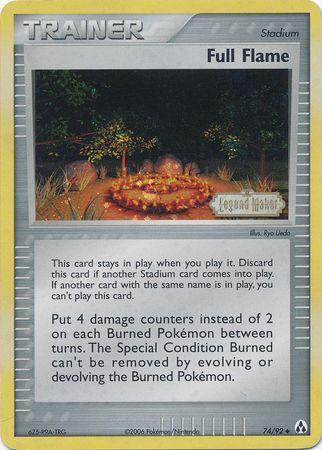 TRAINER
Stadium
Full Flame
Legend Maker
Illus. Ryo Ueda
This card stays in play when you play it. Discard
this card if another Stadium card comes into play.
If another card with the same name is in play, you
can't play this card.
Put 4 damage counters instead of 2
on each Burned Pokémon between
turns. The Special Condition Burned
can't be removed by evolving or
devolving the Burned Pokémon.
6Z5-P9A-TRG
©2006 Pokémon/Nintendo
74/92